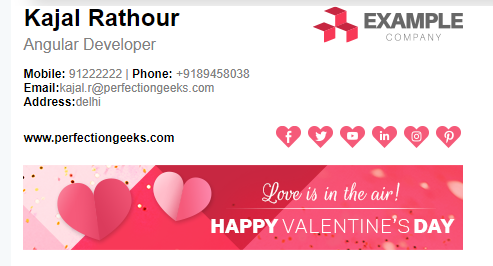 Kajal Rathour
EXAMPLE
COMPANY
Angular Developer
Mobile: 91222222 | Phone: +9189458038
Email:kajal.r@perfectiongeeks.com
Address:delhi
www.perfectiongeeks.com
Love is in the air!
HAPPY VALENTINE'S DAY